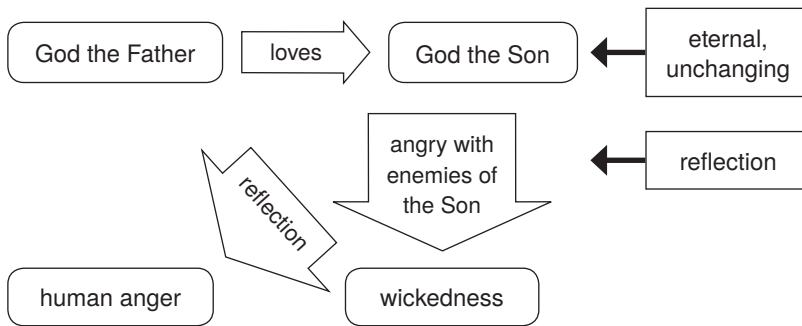 God the Father
loves
God the Son
eternal,
unchanging
angry with
enemies of
the Son
reflection
reflection
human anger
wickedness